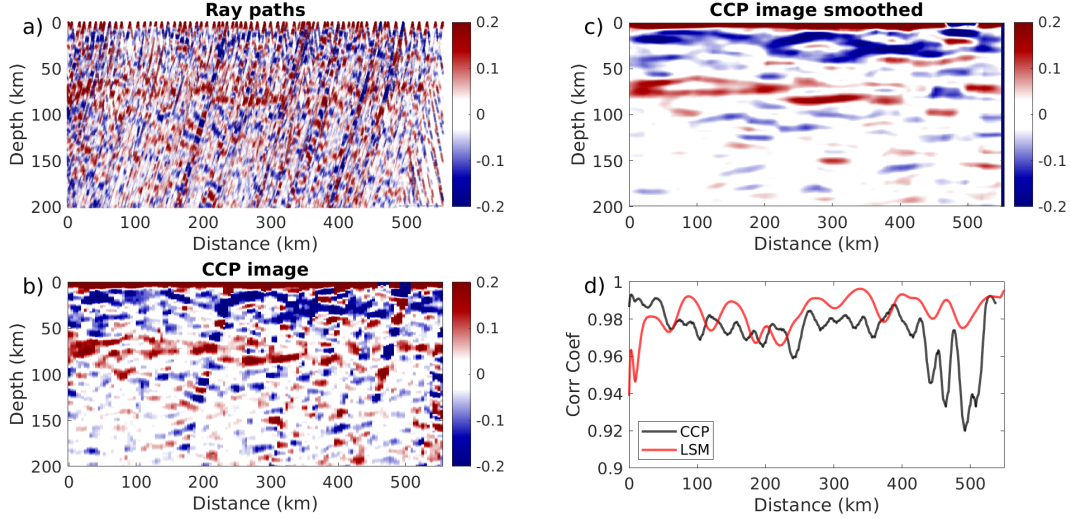 a)
Ray paths
0
50
100
150
200
Depth (km)
0 100 200 300 400 500
Distance (km)
0.2
0.1
0
-0.1
-0.2
b)
CCP image
0
50
100
150
200
Depth (km)
0 100 200 300 400 500
Distance (km)
0.2
0.1
0
-0.1
-0.2
c)
CCP image smoothed
0
50
100
150
200
Depth (km)
0 100 200 300 400 500
Distance (km)
0.2
0.1
0
-0.1
-0.2
d)
1
0.98
0.96
0.94
0.92
0.9
Corr Coef
CCP
LSM
0 100 200 300 400 500
Distance (km)